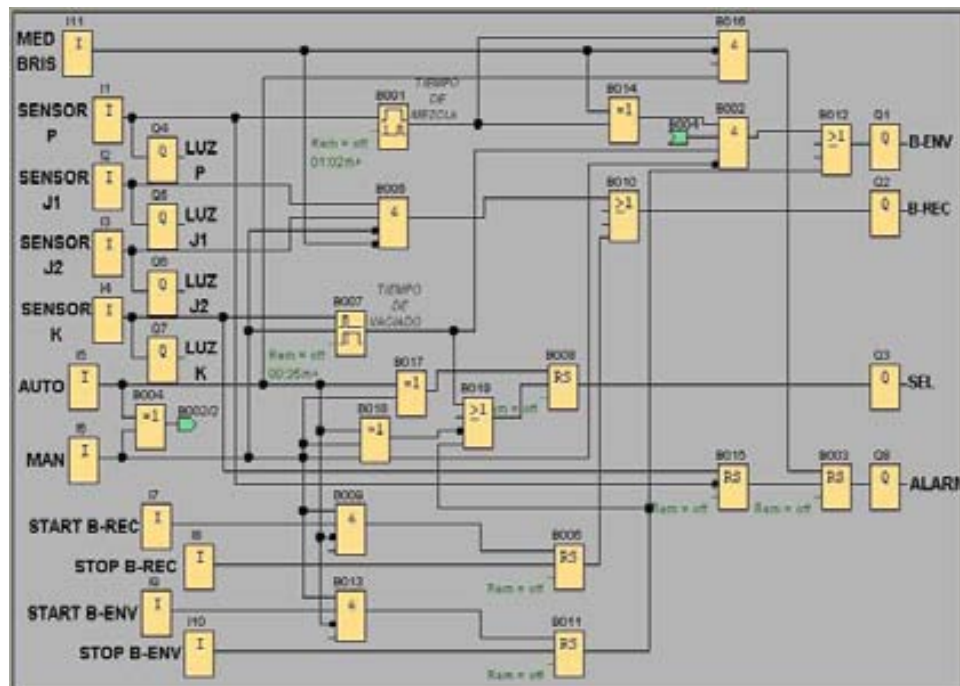 I11
MED
BRIS
I
B016
&
I1
SENSOR
P
I
B001
TIEMPO
DE
MEZCLA
Rem = off
01:02m+
B014
=1
B002
&
B004
B012
≥1
Q1
Q
B-ENV
Q4
Q
LUZ
P
I2
SENSOR
J1
I
Q5
Q
LUZ
J1
B005
&
B010
≥1
Q2
Q
B-REC
I3
SENSOR
J2
I
Q6
Q
LUZ
J2
I4
SENSOR
K
I
B007
TIEMPO
DE
VACIADO
Rem = off
Q7
Q
LUZ
K
I5
AUTO
I
B017
=1
B008
RS
Rem = off
Q3
Q
SEL
B004
=1
B002/2
B018
=1
B019
≥1
I6
MAN
I
B015
RS
Rem = off
B003
RS
Rem = off
Q8
Q
ALARM
I7
START B-REC
I
B009
&
I8
STOP B-REC
I
B006
RS
Rem = off
I9
START B-ENV
I
B013
&
I10
STOP B-ENV
I
B011
RS
Rem = off